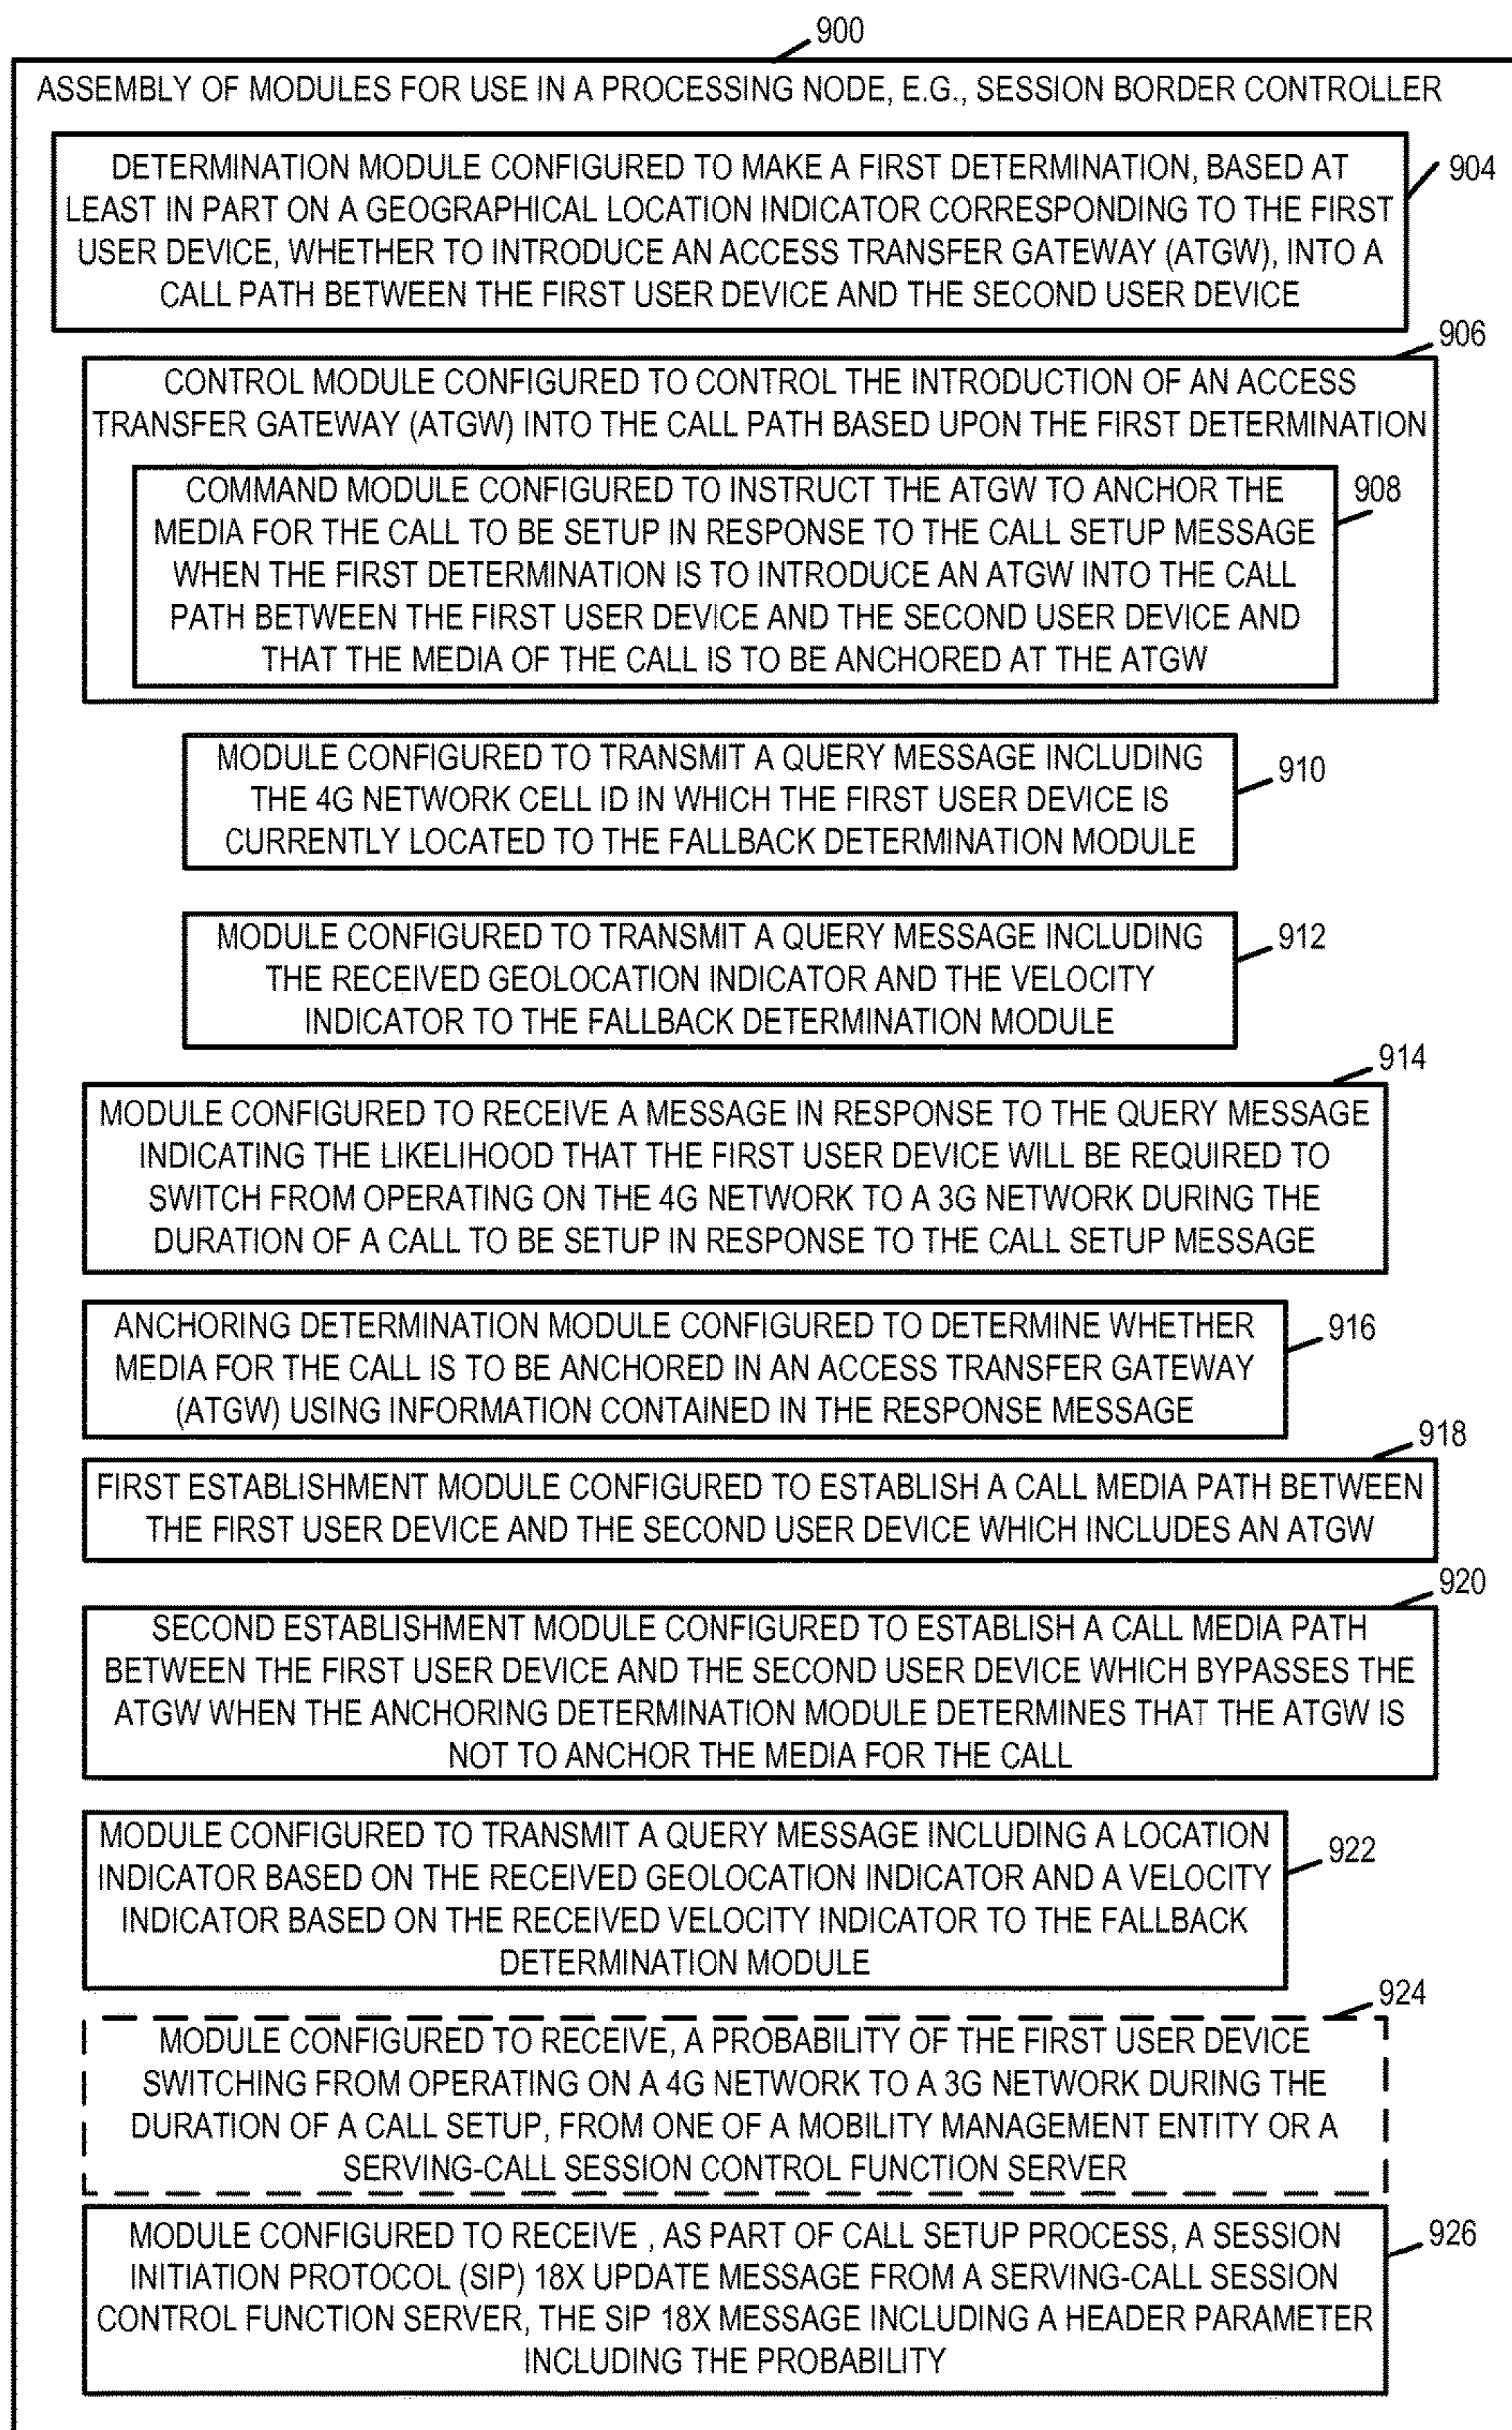 900
ASSEMBLY OF MODULES FOR USE IN A PROCESSING NODE, E.G., SESSION BORDER CONTROLLER
DETERMINATION MODULE CONFIGURED TO MAKE A FIRST DETERMINATION, BASED AT
LEAST IN PART ON A GEOGRAPHICAL LOCATION INDICATOR CORRESPONDING TO THE FIRST
USER DEVICE, WHETHER TO INTRODUCE AN ACCESS TRANSFER GATEWAY (ATGW), INTO A
CALL PATH BETWEEN THE FIRST USER DEVICE AND THE SECOND USER DEVICE
904
906
CONTROL MODULE CONFIGURED TO CONTROL THE INTRODUCTION OF AN ACCESS
TRANSFER GATEWAY (ATGW) INTO THE CALL PATH BASED UPON THE FIRST DETERMINATION
COMMAND MODULE CONFIGURED TO INSTRUCT THE ATGW TO ANCHOR THE
MEDIA FOR THE CALL TO BE SETUP IN RESPONSE TO THE CALL SETUP MESSAGE
WHEN THE FIRST DETERMINATION IS TO INTRODUCE AN ATGW INTO THE CALL
PATH BETWEEN THE FIRST USER DEVICE AND THE SECOND USER DEVICE AND
THAT THE MEDIA OF THE CALL IS TO BE ANCHORED AT THE ATGW
908
MODULE CONFIGURED TO TRANSMIT A QUERY MESSAGE INCLUDING
THE 4G NETWORK CELL ID IN WHICH THE FIRST USER DEVICE IS
CURRENTLY LOCATED TO THE FALLBACK DETERMINATION MODULE
910
MODULE CONFIGURED TO TRANSMIT A QUERY MESSAGE INCLUDING
THE RECEIVED GEOLOCATION INDICATOR AND THE VELOCITY
INDICATOR TO THE FALLBACK DETERMINATION MODULE
912
914
MODULE CONFIGURED TO RECEIVE A MESSAGE IN RESPONSE TO THE QUERY MESSAGE
INDICATING THE LIKELIHOOD THAT THE FIRST USER DEVICE WILL BE REQUIRED TO
SWITCH FROM OPERATING ON THE 4G NETWORK TO A 3G NETWORK DURING THE
DURATION OF A CALL TO BE SETUP IN RESPONSE TO THE CALL SETUP MESSAGE
ANCHORING DETERMINATION MODULE CONFIGURED TO DETERMINE WHETHER
MEDIA FOR THE CALL IS TO BE ANCHORED IN AN ACCESS TRANSFER GATEWAY
(ATGW) USING INFORMATION CONTAINED IN THE RESPONSE MESSAGE
916
918
FIRST ESTABLISHMENT MODULE CONFIGURED TO ESTABLISH A CALL MEDIA PATH BETWEEN
THE FIRST USER DEVICE AND THE SECOND USER DEVICE WHICH INCLUDES AN ATGW
920
SECOND ESTABLISHMENT MODULE CONFIGURED TO ESTABLISH A CALL MEDIA PATH
BETWEEN THE FIRST USER DEVICE AND THE SECOND USER DEVICE WHICH BYPASSES THE
ATGW WHEN THE ANCHORING DETERMINATION MODULE DETERMINES THAT THE ATGW IS
NOT TO ANCHOR THE MEDIA FOR THE CALL
MODULE CONFIGURED TO TRANSMIT A QUERY MESSAGE INCLUDING A LOCATION
INDICATOR BASED ON THE RECEIVED GEOLOCATION INDICATOR AND A VELOCITY
INDICATOR BASED ON THE RECEIVED VELOCITY INDICATOR TO THE FALLBACK
DETERMINATION MODULE
922
924
MODULE CONFIGURED TO RECEIVE, A PROBABILITY OF THE FIRST USER DEVICE
SWITCHING FROM OPERATING ON A 4G NETWORK TO A 3G NETWORK DURING THE
DURATION OF A CALL SETUP, FROM ONE OF A MOBILITY MANAGEMENT ENTITY OR A
SERVING-CALL SESSION CONTROL FUNCTION SERVER
MODULE CONFIGURED TO RECEIVE , AS PART OF CALL SETUP PROCESS, A SESSION
INITIATION PROTOCOL (SIP) 18X UPDATE MESSAGE FROM A SERVING-CALL SESSION
CONTROL FUNCTION SERVER, THE SIP 18X MESSAGE INCLUDING A HEADER PARAMETER
INCLUDING THE PROBABILITY
926